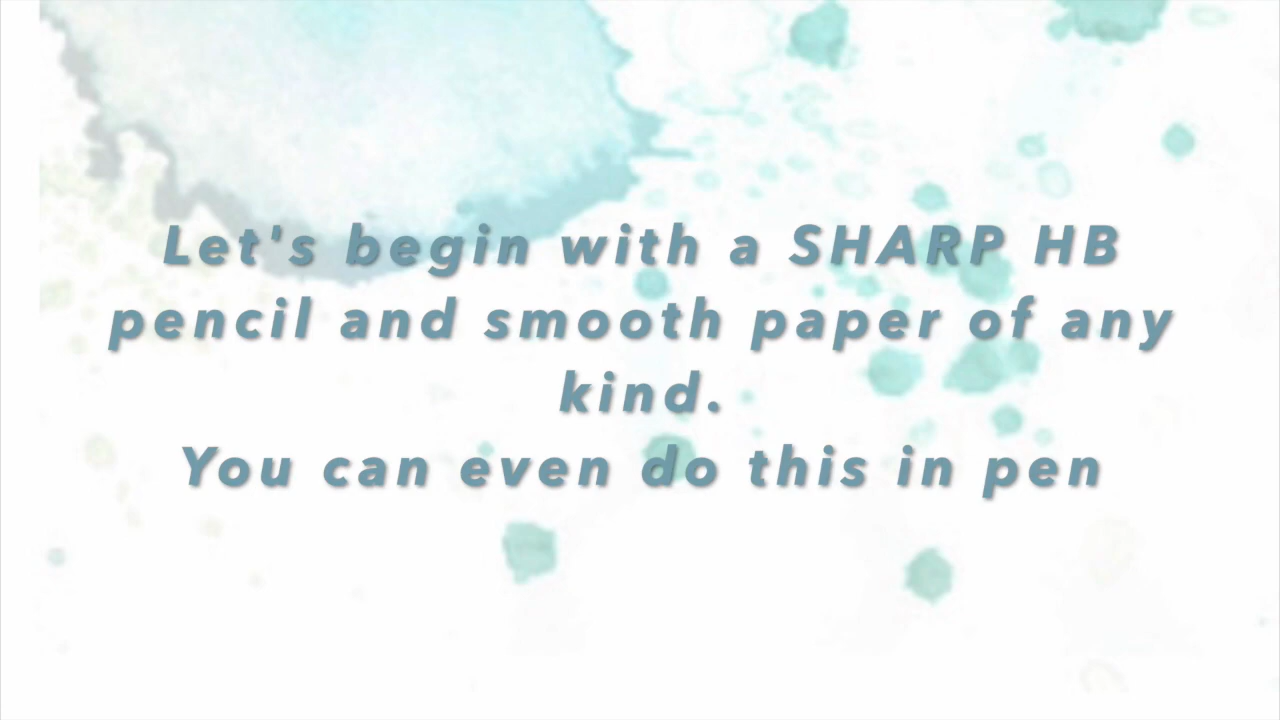 Let's begin with a SHARP HB
pencil and smooth paper of any
kind.
You can even do this in pen